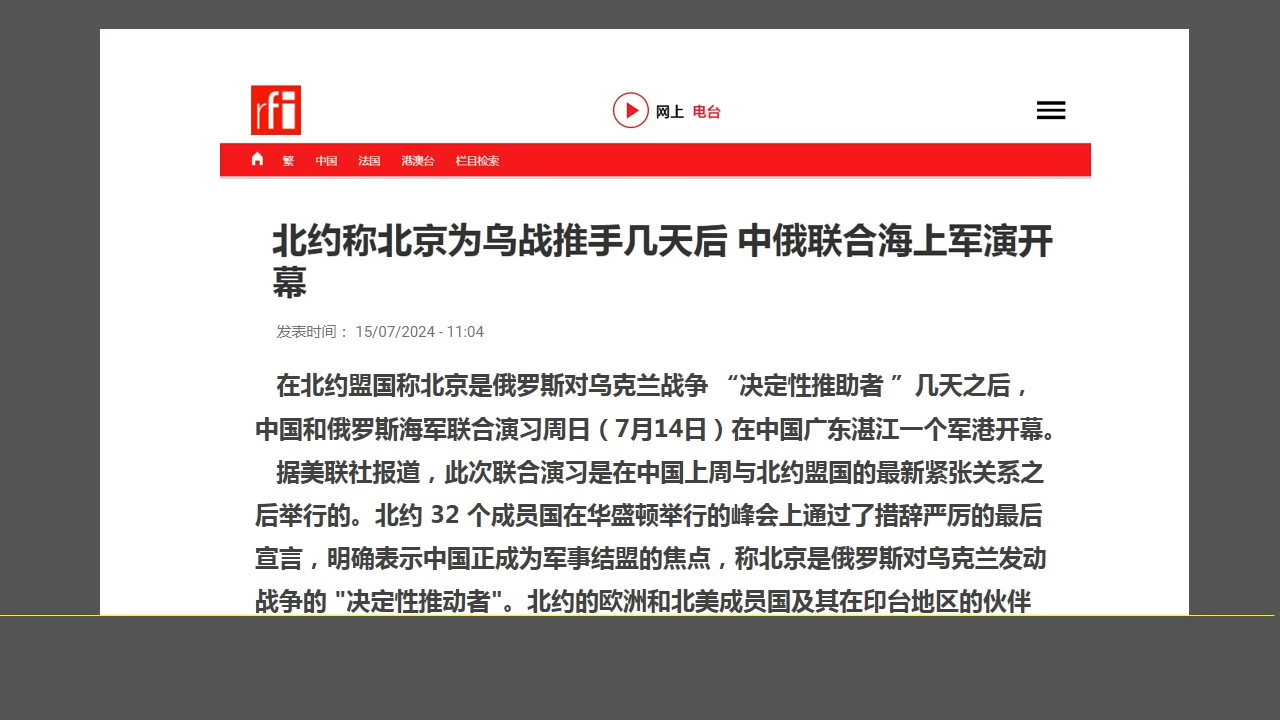 rfi
网上 电台
繁 中国 法国 港澳台 栏目检索
北约称北京为乌战推手几天后 中俄联合海上军演开
幕
发表时间： 15/07/2024 - 11:04
在北约盟国称北京是俄罗斯对乌克兰战争 “决定性推助者 ”几天之后，
中国和俄罗斯海军联合演习周日（7月14日）在中国广东湛江一个军港开幕。
据美联社报道，此次联合演习是在中国上周与北约盟国的最新紧张关系之
后举行的。北约 32 个成员国在华盛顿举行的峰会上通过了措辞严厉的最后
宣言，明确表示中国正成为军事结盟的焦点，称北京是俄罗斯对乌克兰发动
战争的 "决定性推动者"。北约的欧洲和北美成员国及其在印台地区的伙伴